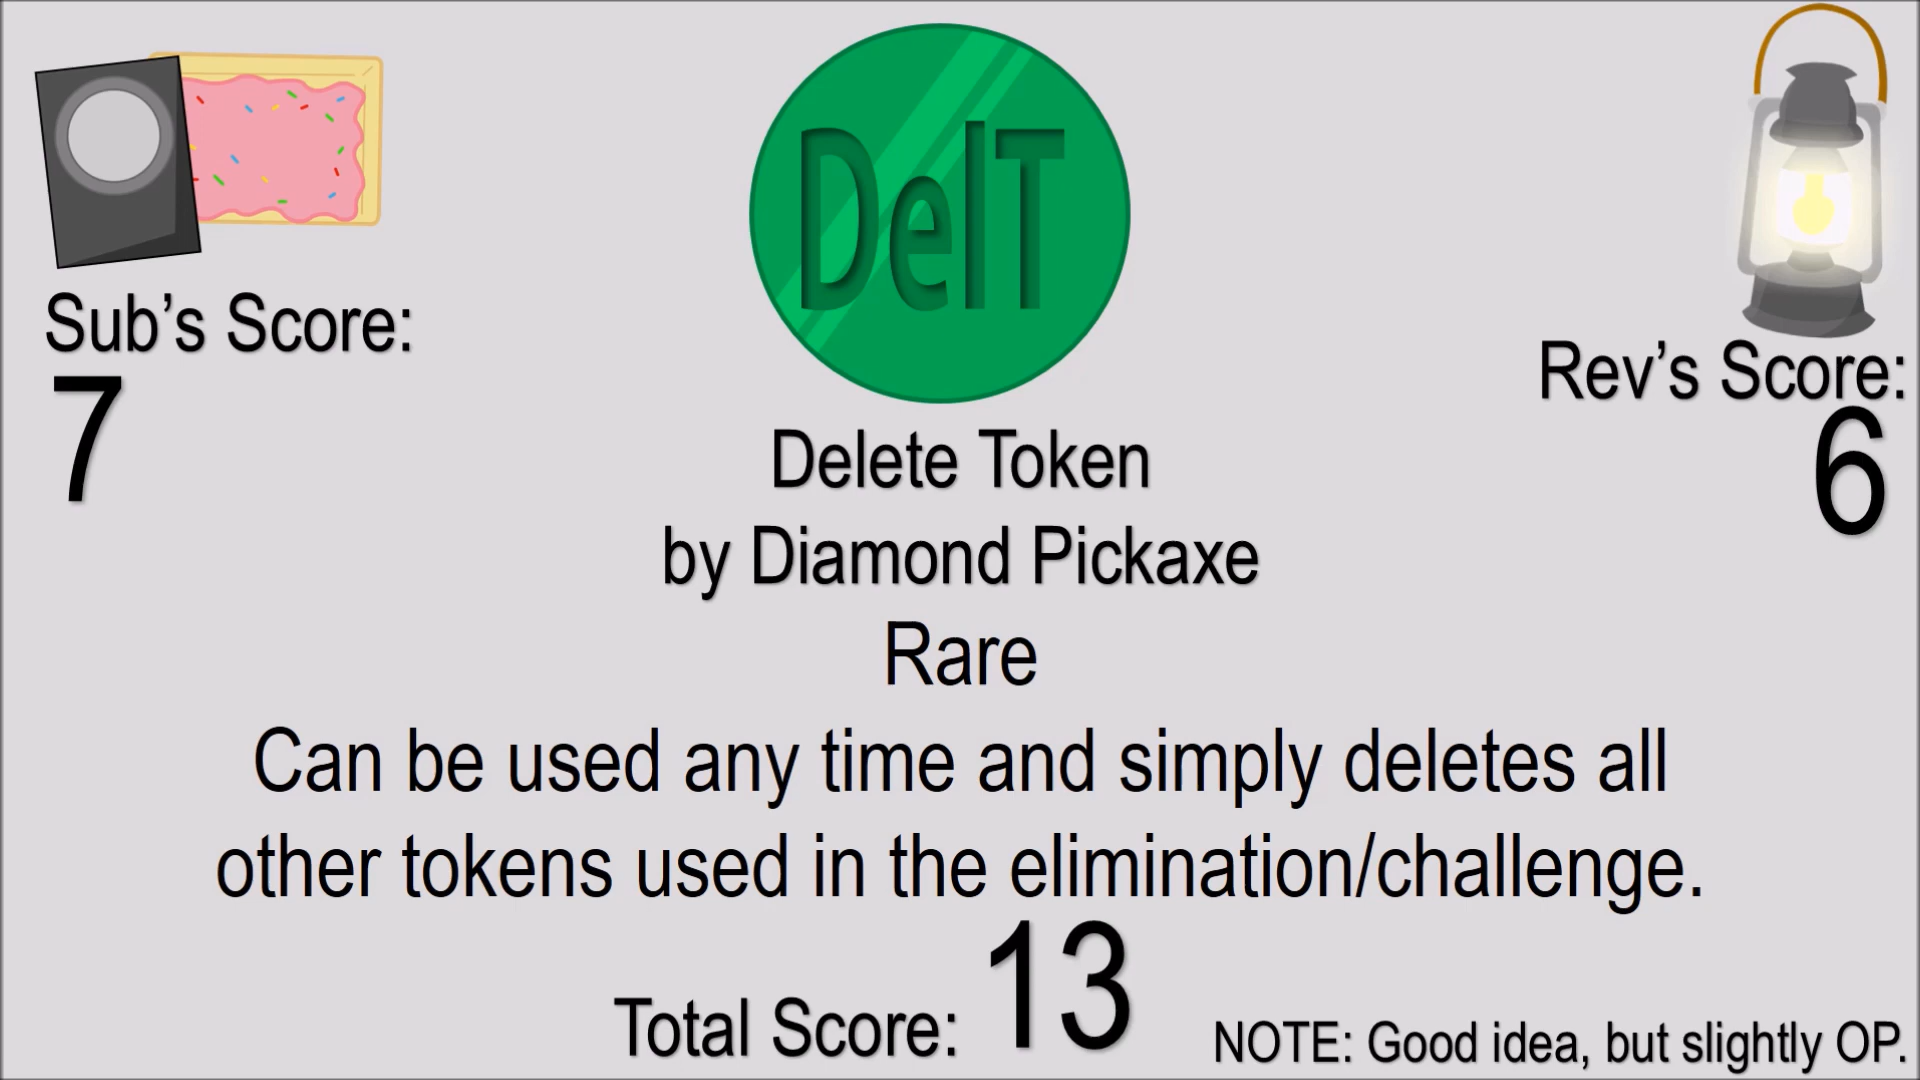 DelT
Sub’s Score:
7
Rev’s Score:
6
Delete Token
by Diamond Pickaxe
Rare
Can be used any time and simply deletes all
other tokens used in the elimination/challenge.
Total Score: 13
NOTE: Good idea, but slightly OP.